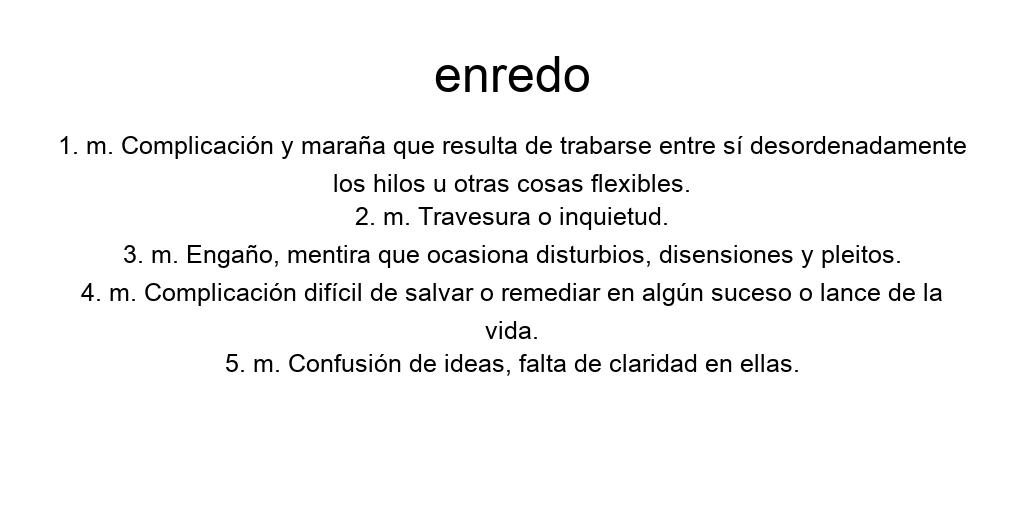 enredo
1. m. Complicación y maraña que resulta de trabarse entre sí desordenadamente
los hilos u otras cosas flexibles.
2. m. Travesura o inquietud.
3. m. Engaño, mentira que ocasiona disturbios, disensiones y pleitos.
4. m. Complicación difícil de salvar o remediar en algún suceso o lance de la
vida.
5. m. Confusión de ideas, falta de claridad en ellas.